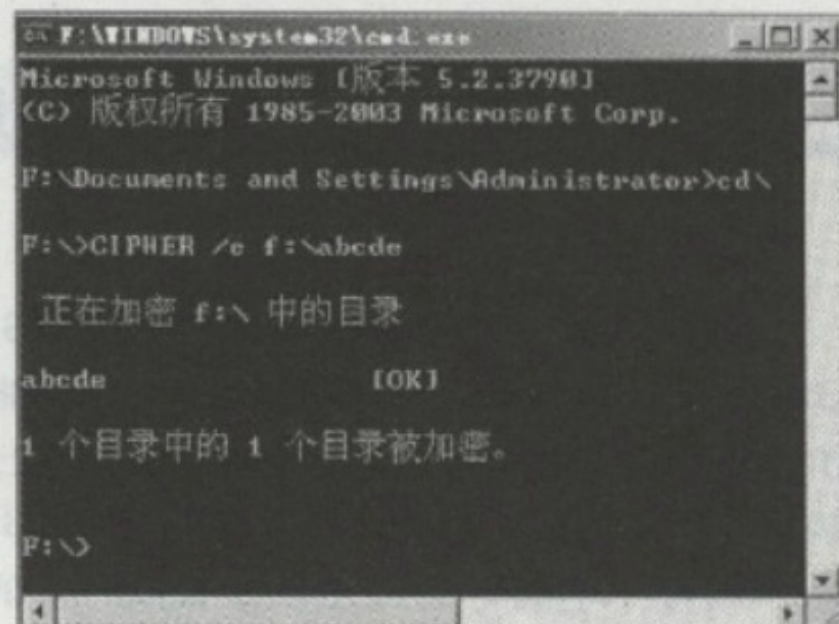 F:\WINDOWS\system32\cmd.exe
Microsoft Windows [版本 5.2.3790]
(C) 版权所有 1985-2003 Microsoft Corp.
F:\Documents and Settings\Administrator>cd\
F:\>CIPHER /e f:\abcde
正在加密 f:\ 中的目录
abcde [OK]
1 个目录中的 1 个目录被加密。
F:\>